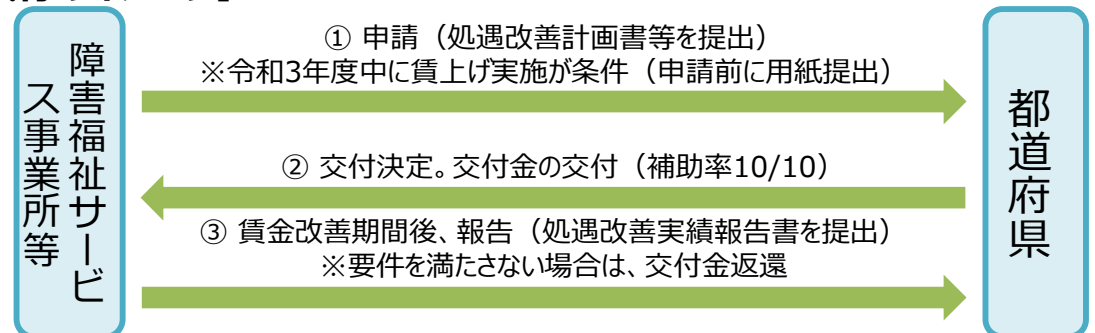 障害福祉サービ
ス事業所等
① 申請（処遇改善計画書等を提出）
※令和3年度中に賃上げ実施が条件（申請前に用紙提出）
② 交付決定。交付金の交付（補助率10/10）
③ 賃金改善期間後、報告（処遇改善実績報告書を提出）
※要件を満たさない場合は、交付金返還
都道府県